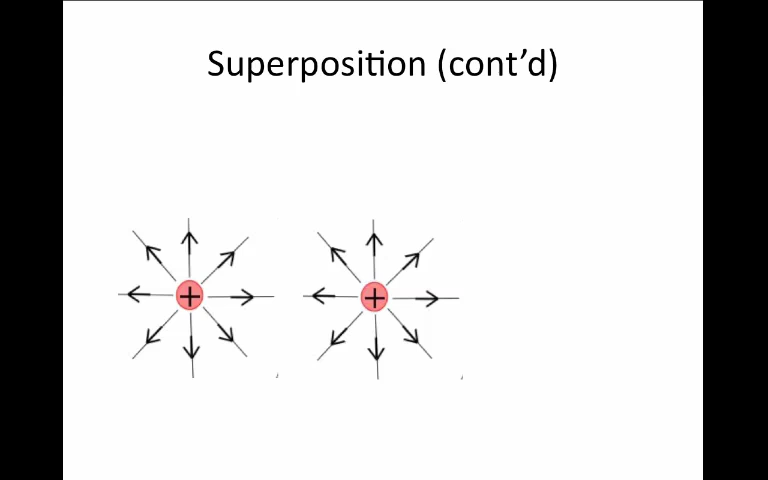 Superposition (cont’d)
+ +